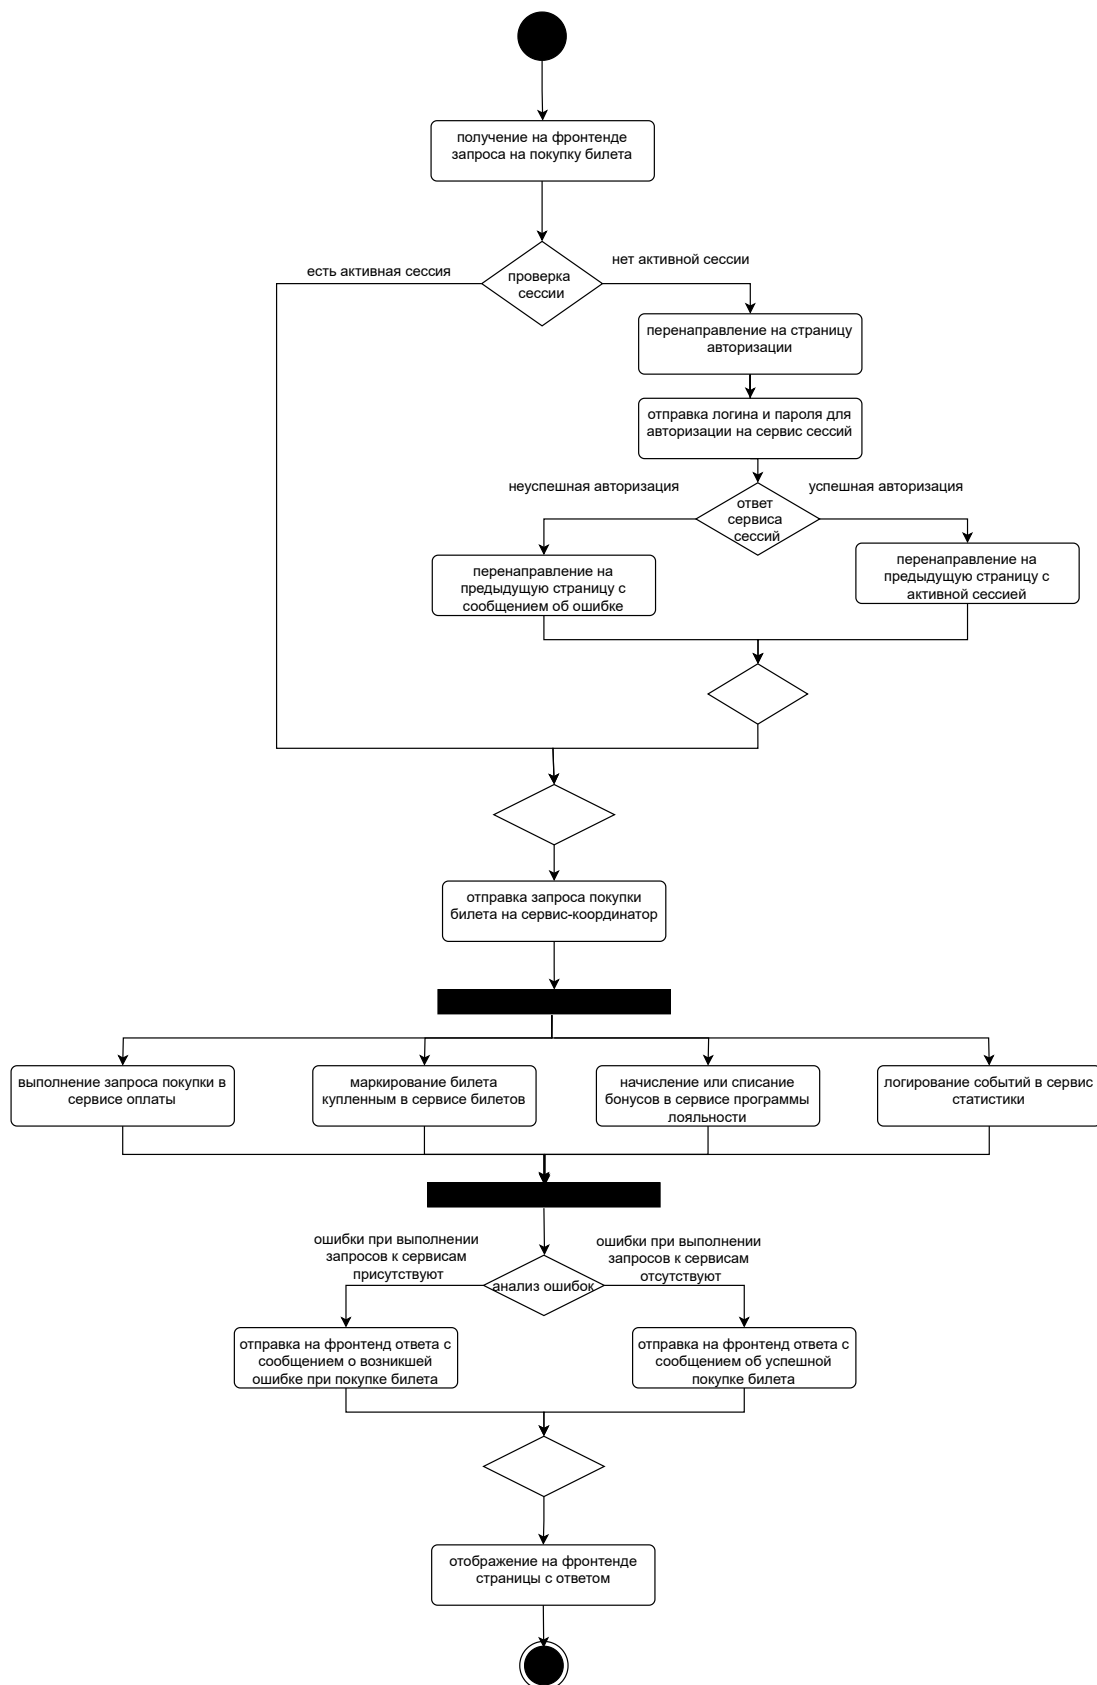 получение на фронтенде
запроса на покупку билета
есть активная сессия
нет активной сессии
проверка
сессии
перенаправление на страницу
авторизации
отправка логина и пароля для
авторизации на сервис сессий
неуспешная авторизация
успешная авторизация
ответ
сервиса
сессий
перенаправление на
предыдущую страницу с
сообщением об ошибке
перенаправление на
предыдущую страницу с
активной сессией
отправка запроса покупки
билета на сервис-координатор
выполнение запроса покупки в
сервисе оплаты
маркирование билета
купленным в сервисе билетов
начисление или списание
бонусов в сервисе программы
лояльности
логирование событий в сервис
статистики
ошибки при выполнении
запросов к сервисам
присутствуют
ошибки при выполнении
запросов к сервисам
отсутствуют
анализ ошибок
отправка на фронтенд ответа с
сообщением о возникшей
ошибке при покупке билета
отправка на фронтенд ответа с
сообщением об успешной
покупке билета
отображение на фронтенде
страницы с ответом